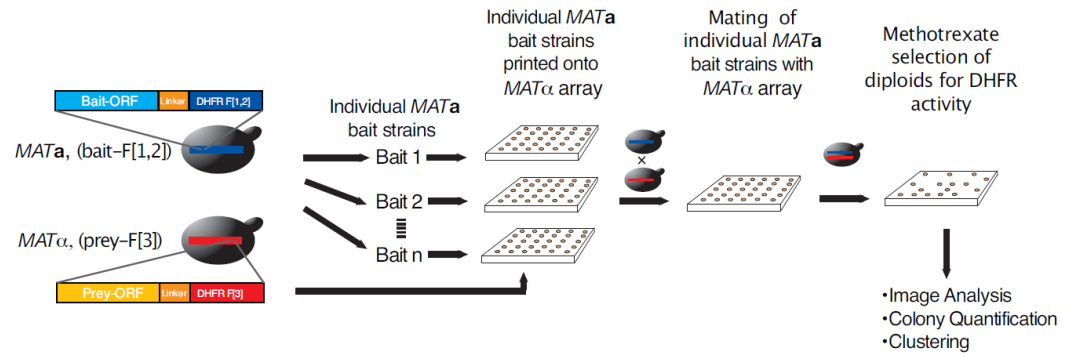 Individual MATa
bait strains
printed onto
MATα array
Mating of
individual MATa
bait strains with
MATα array
Methotrexate
selection of
diploids for DHFR
activity
Bait-ORF Linker DHFR F[1,2]
Individual MATa
bait strains
MATa, (bait–F[1,2])
Bait 1
×
Bait 2
MATα, (prey–F[3])
Bait n
Prey-ORF Linker DHFR F[3]
•Image Analysis
•Colony Quantification
•Clustering